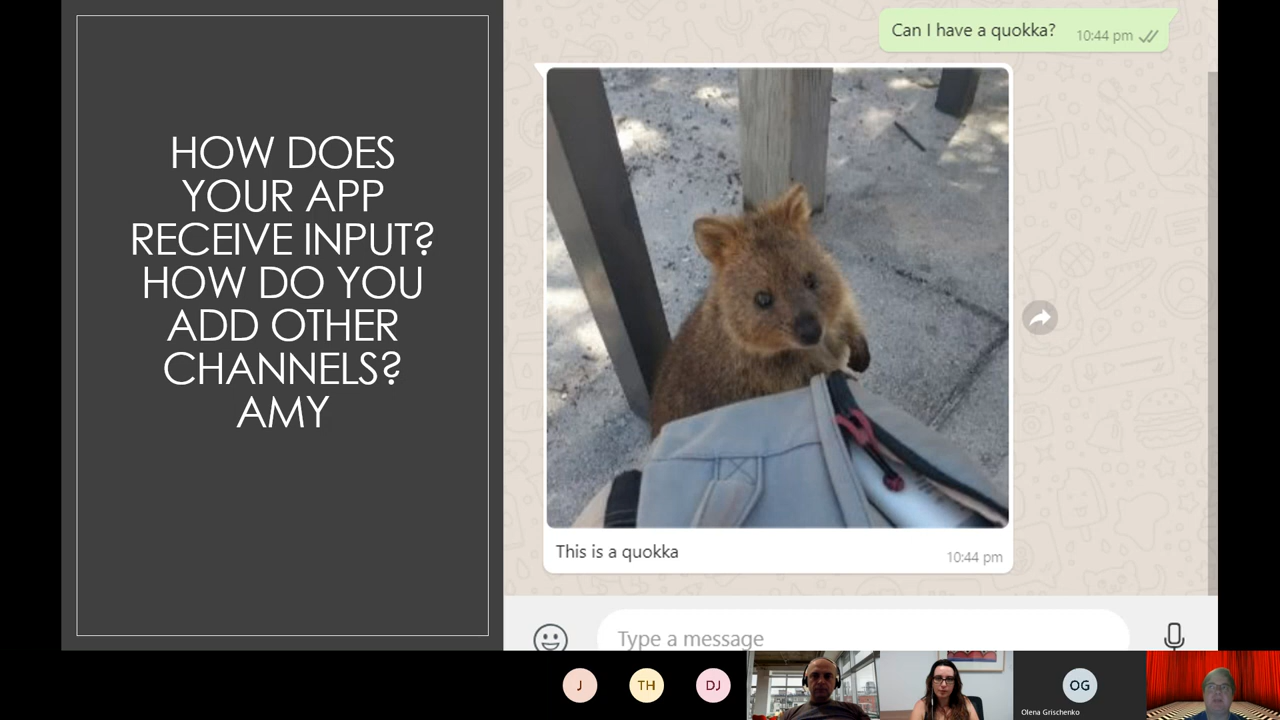 HOW DOES
YOUR APP
RECEIVE INPUT?
HOW DO YOU
ADD OTHER
CHANNELS?
AMY
Can I have a quokka?
10:44 pm
This is a quokka
10:44 pm
Type a message
J
TH
DJ
OG
Olena Grischenko